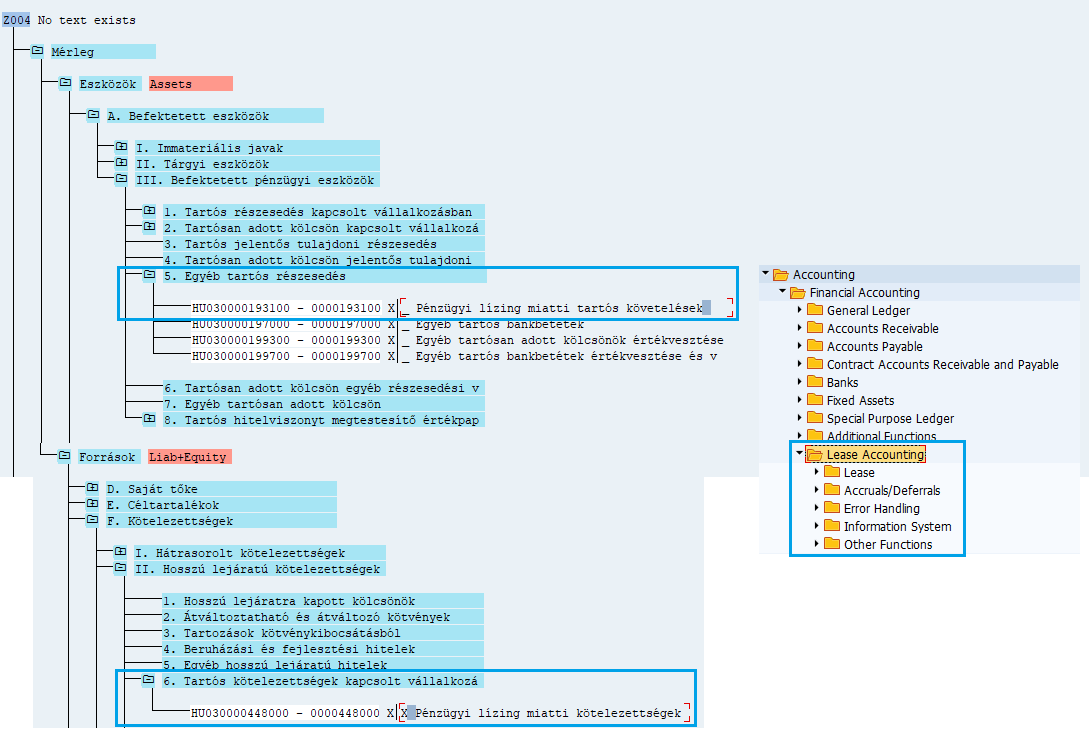 Z004 No text exists
Mérleg
Eszközök Assets
A. Befektetett eszközök
I. Immateriális javak
II. Tárgyi eszközök
III. Befektetett pénzügyi eszközök
1. Tartós részesedés kapcsolt vállalkozásban
2. Tartósan adott kölcsön kapcsolt vállalkozá
3. Tartós jelentős tulajdoni részesedés
4. Tartósan adott kölcsön jelentős tulajdoni
5. Egyéb tartós részesedés
HU030000193100 - 0000193100 X _ Pénzügyi lízing miatti tartós követelések
HU030000197000 - 0000197000 X _ Egyéb tartós bankbetétek
HU030000199300 - 0000199300 X _ Egyéb tartósan adott kölcsönök értékvesztése
HU030000199700 - 0000199700 X _ Egyéb tartós bankbetétek értékvesztése és v
6. Tartósan adott kölcsön egyéb részesedési v
7. Egyéb tartósan adott kölcsön
8. Tartós hitelviszonyt megtestesítő értékpap
Források Liab+Equity
D. Saját tőke
E. Céltartalékok
F. Kötelezettségek
I. Hátrasorolt kötelezettségek
II. Hosszú lejáratú kötelezettségek
1. Hosszú lejáratra kapott kölcsönök
2. Átváltoztatható és átváltozó kötvények
3. Tartozások kötvénykibocsátásból
4. Beruházási és fejlesztési hitelek
5. Egyéb hosszú lejáratú hitelek
6. Tartós kötelezettségek kapcsolt vállalkozá
HU030000448000 - 0000448000 X X Pénzügyi lízing miatti kötelezettségek
Accounting
Financial Accounting
General Ledger
Accounts Receivable
Accounts Payable
Contract Accounts Receivable and Payable
Banks
Fixed Assets
Special Purpose Ledger
Additional Functions
Lease Accounting
Lease
Accruals/Deferrals
Error Handling
Information System
Other Functions